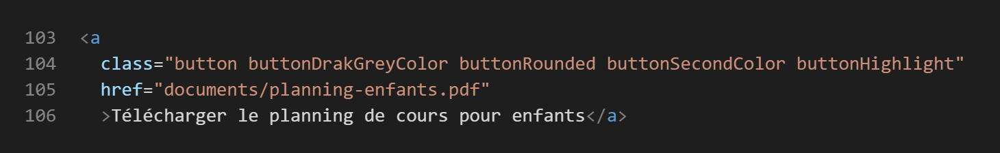 103 <a
104 class="button buttonDrakGreyColor buttonRounded buttonSecondColor buttonHighlight"
105 href="documents/planning-enfants.pdf"
106 >Télécharger le planning de cours pour enfants</a>